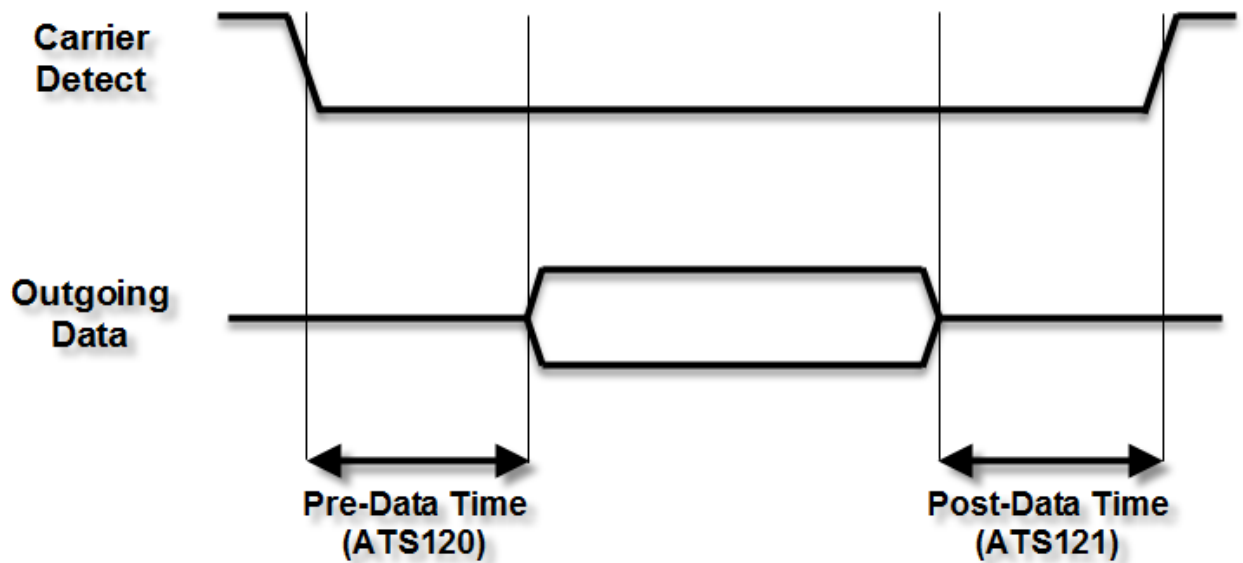 Carrier
Detect
Outgoing
Data
Pre-Data Time
(ATS120)
Post-Data Time
(ATS121)